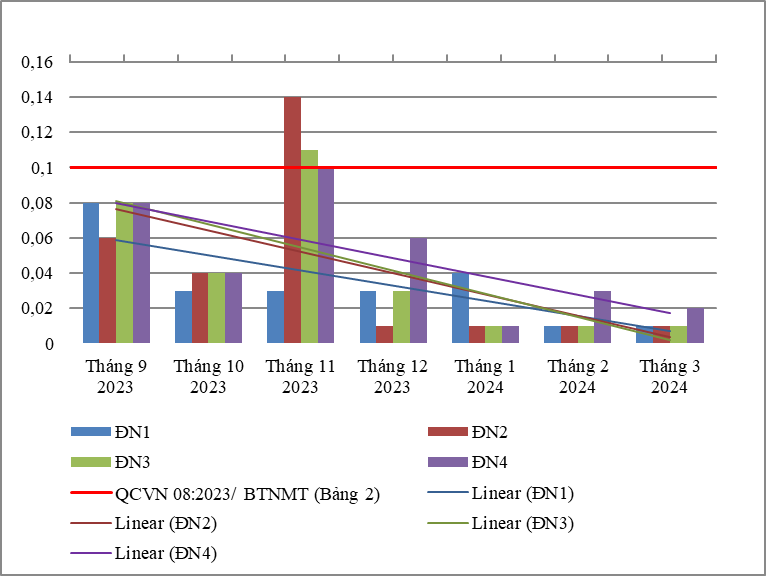 0,16
0,14
0,12
0,1
0,08
0,06
0,04
0,02
0
Tháng 9
2023
Tháng 10
2023
Tháng 11
2023
Tháng 12
2023
Tháng 1
2024
Tháng 2
2024
Tháng 3
2024
ĐN1
ĐN2
ĐN3
ĐN4
QCVN 08:2023/ BTNMT (Bảng 2)
Linear (ĐN1)
Linear (ĐN2)
Linear (ĐN3)
Linear (ĐN4)